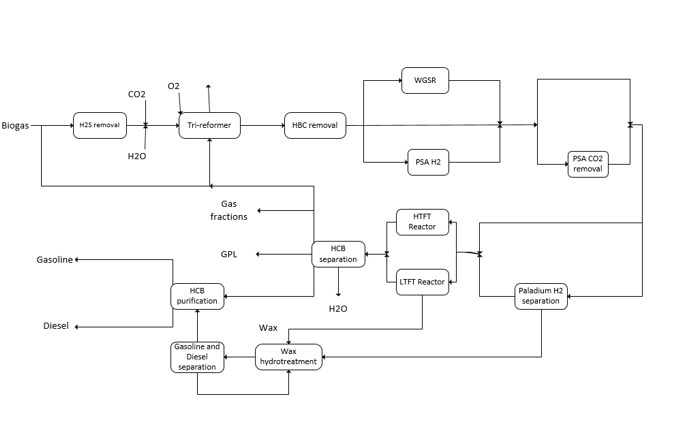 WGSR
O2
CO2
Biogas
H2S removal
Tri-reformer
HBC removal
H2O
PSA H2
PSA CO2
removal
Gas
fractions
HTFT
Reactor
GPL
HCB
separation
Gasoline
LTFT Reactor
HCB
purification
Paladium H2
separation
H2O
Diesel
Wax
Gasoline and
Diesel
separation
Wax
hydrotreatment